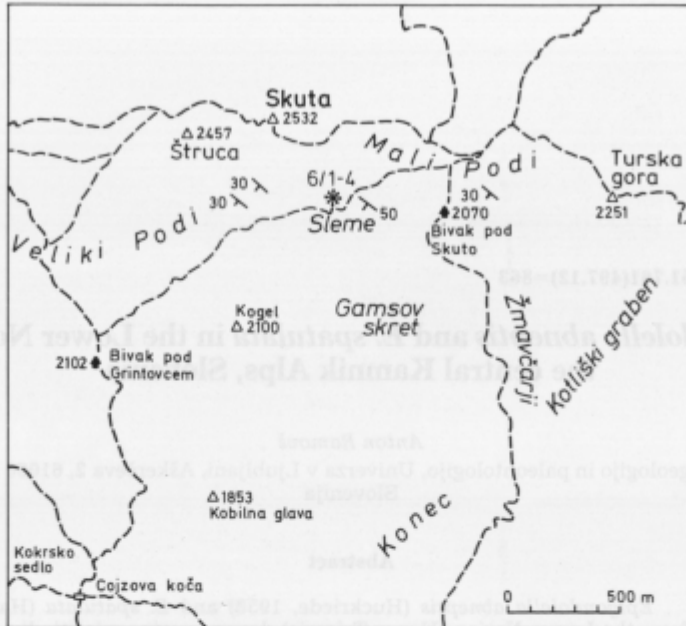 Skuta
△ 2532
△ 2457
Štruca
Mali Podi
Turska
gora
2251
6/1-4
30
30
30
50
Sleme
2070
Bivak pod
Skuto
Veliki Podi
Kogel
△ 2100
Gamsov
skret
Žmavčarji
Kotliški graben
2102
Bivak pod
Grintovcem
△ 1853
Kobilna glava
Konec
Kokrsko
sedlo
Cojzova koča
0 500 m